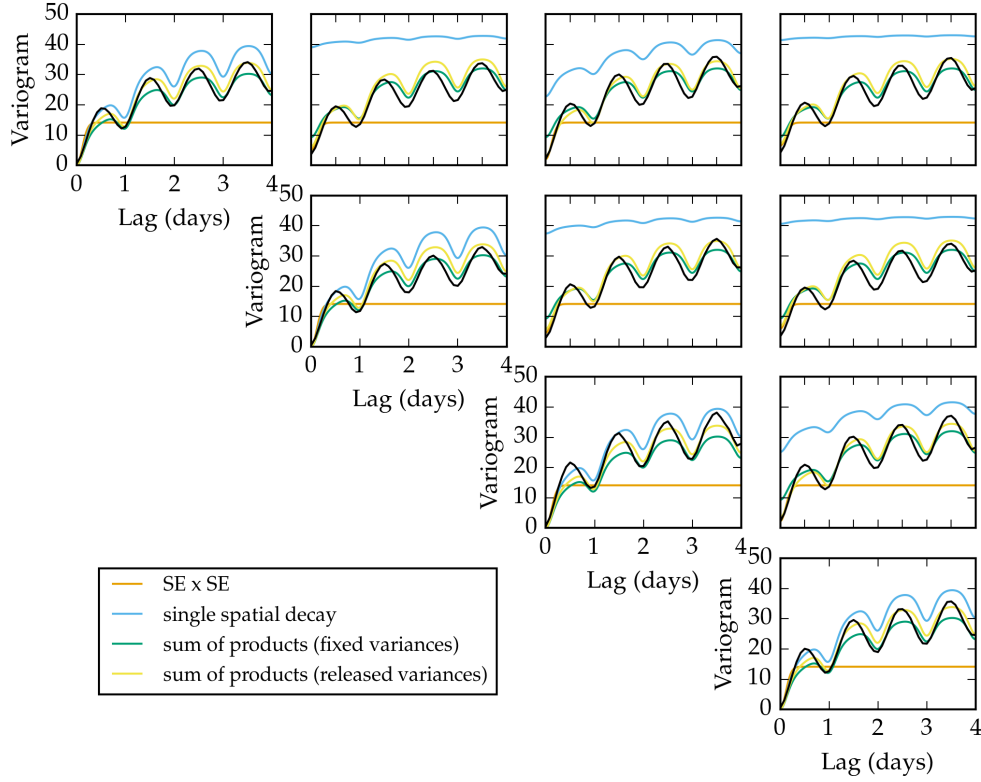 50
40
30
20
10
0
Variogram
0 1 2 3 4
Lag (days)
50
40
30
20
10
0
Variogram
0 1 2 3 4
Lag (days)
50
40
30
20
10
0
Variogram
0 1 2 3 4
Lag (days)
50
40
30
20
10
0
Variogram
0 1 2 3 4
Lag (days)
SE x SE
single spatial decay
sum of products (fixed variances)
sum of products (released variances)